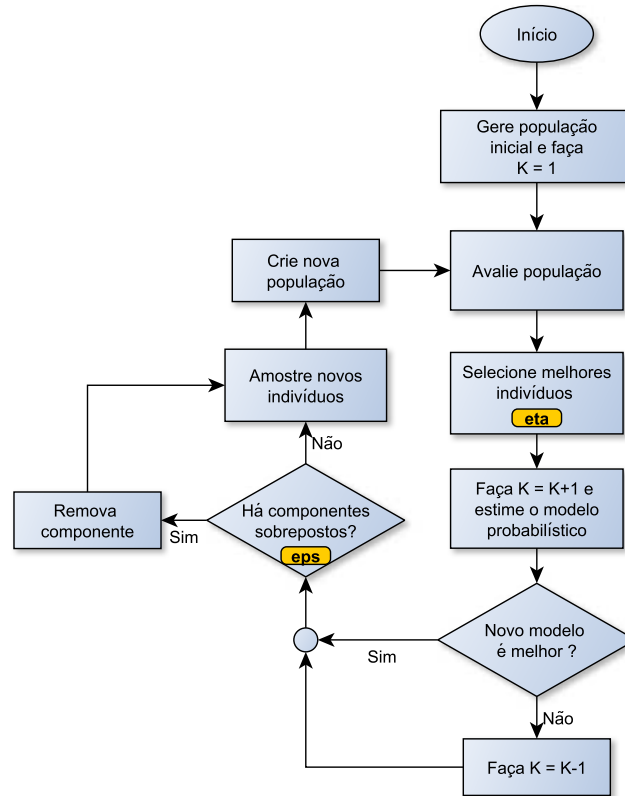 Início
Gere população
inicial e faça
K = 1
Crie nova
população
Avalie população
Amostre novos
indivíduos
Selecione melhores
indivíduos
eta
Não
Remova
componente
Sim
Há componentes
sobrepostos?
eps
Faça K = K+1 e
estime o modelo
probabilístico
Novo modelo
é melhor ?
Sim
Não
Faça K = K-1